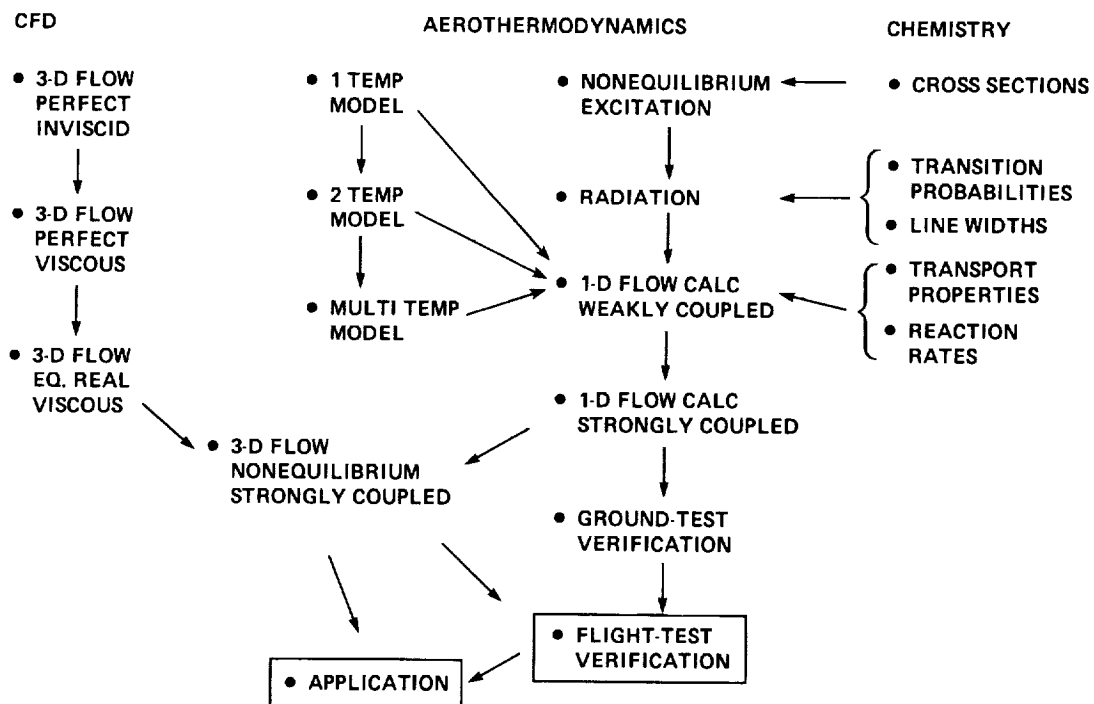 CFD
AEROTHERMODYNAMICS
CHEMISTRY
• 3-D FLOW
PERFECT
INVISCID
• 3-D FLOW
PERFECT
VISCOUS
• 3-D FLOW
EQ. REAL
VISCOUS
• 1 TEMP
MODEL
• 2 TEMP
MODEL
• MULTI TEMP
MODEL
• NONEQUILIBRIUM
EXCITATION
• RADIATION
• 1-D FLOW CALC
WEAKLY COUPLED
• 1-D FLOW CALC
STRONGLY COUPLED
• CROSS SECTIONS
• TRANSITION
PROBABILITIES
• LINE WIDTHS
• TRANSPORT
PROPERTIES
• REACTION
RATES
• 3-D FLOW
NONEQUILIBRIUM
STRONGLY COUPLED
• GROUND-TEST
VERIFICATION
• FLIGHT-TEST
VERIFICATION
• APPLICATION